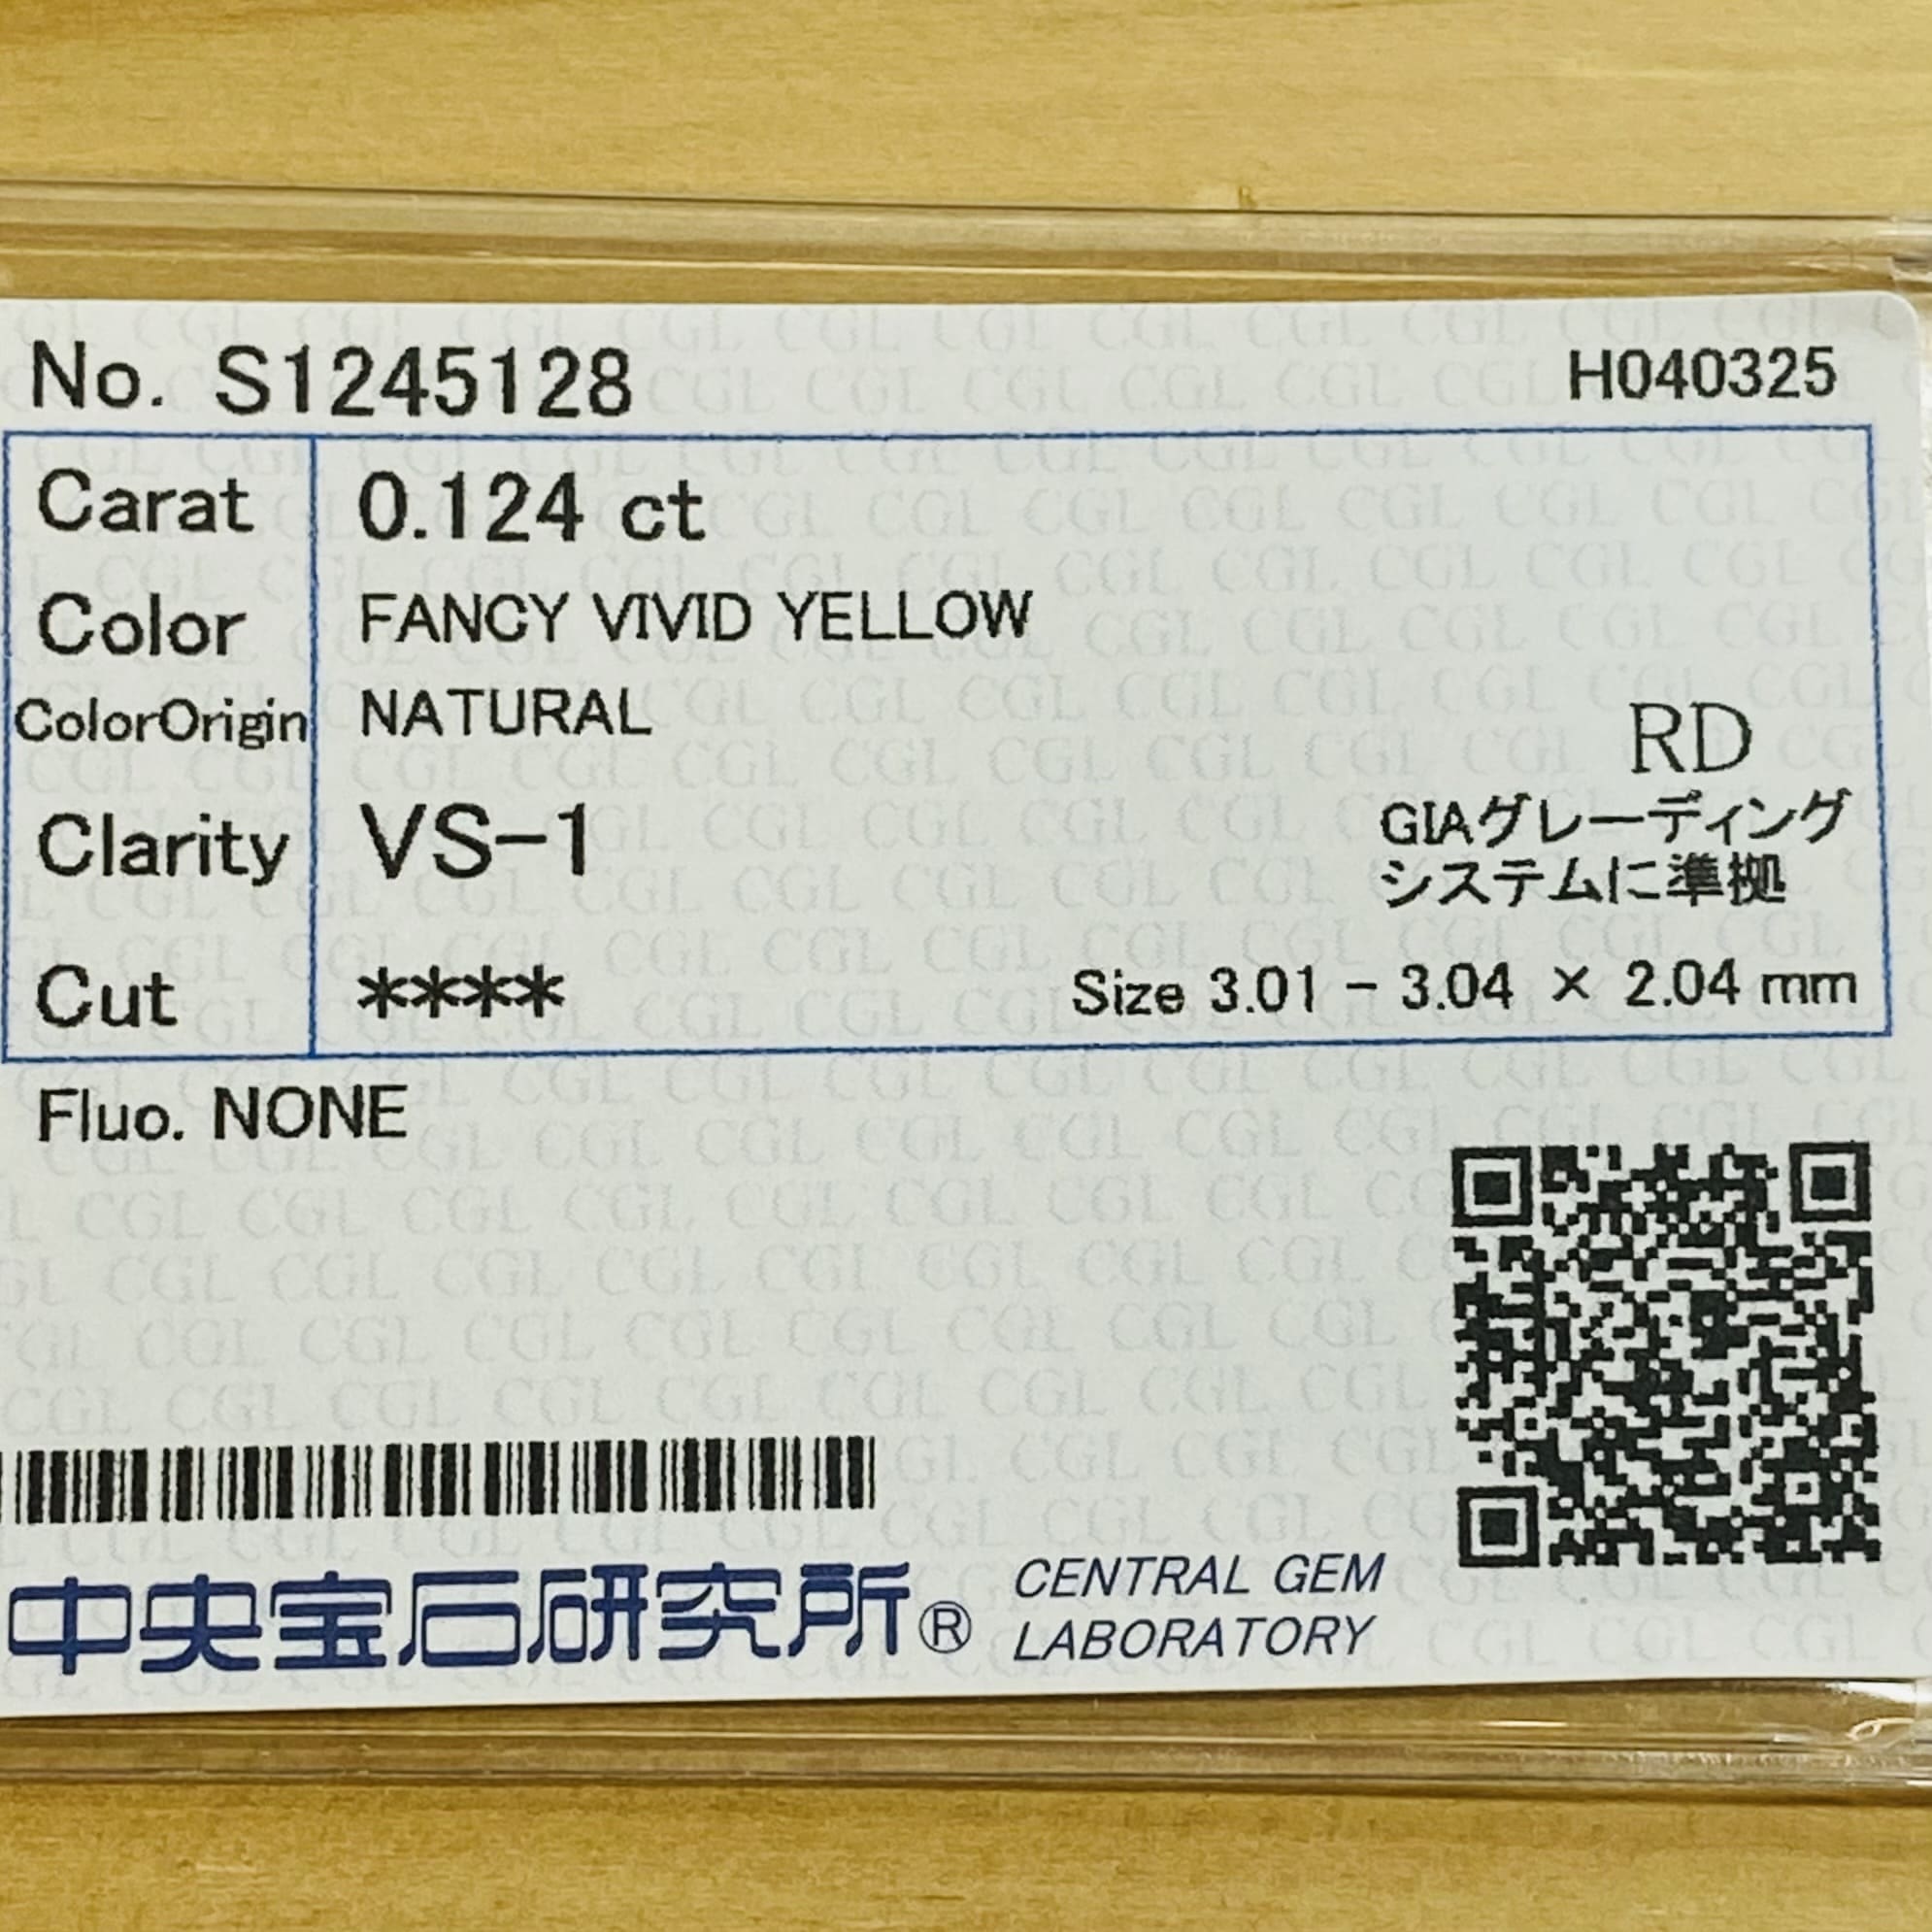 No. S1245128 H040325
Carat 0.124 ct
Color FANCY VIVID YELLOW
ColorOrigin NATURAL
RD
Clarity VS-1
GIAグレーディング
システムに準拠
Cut ****
Size 3.01 - 3.04 × 2.04 mm
Fluo. NONE
中央宝石研究所® CENTRAL GEM
LABORATORY